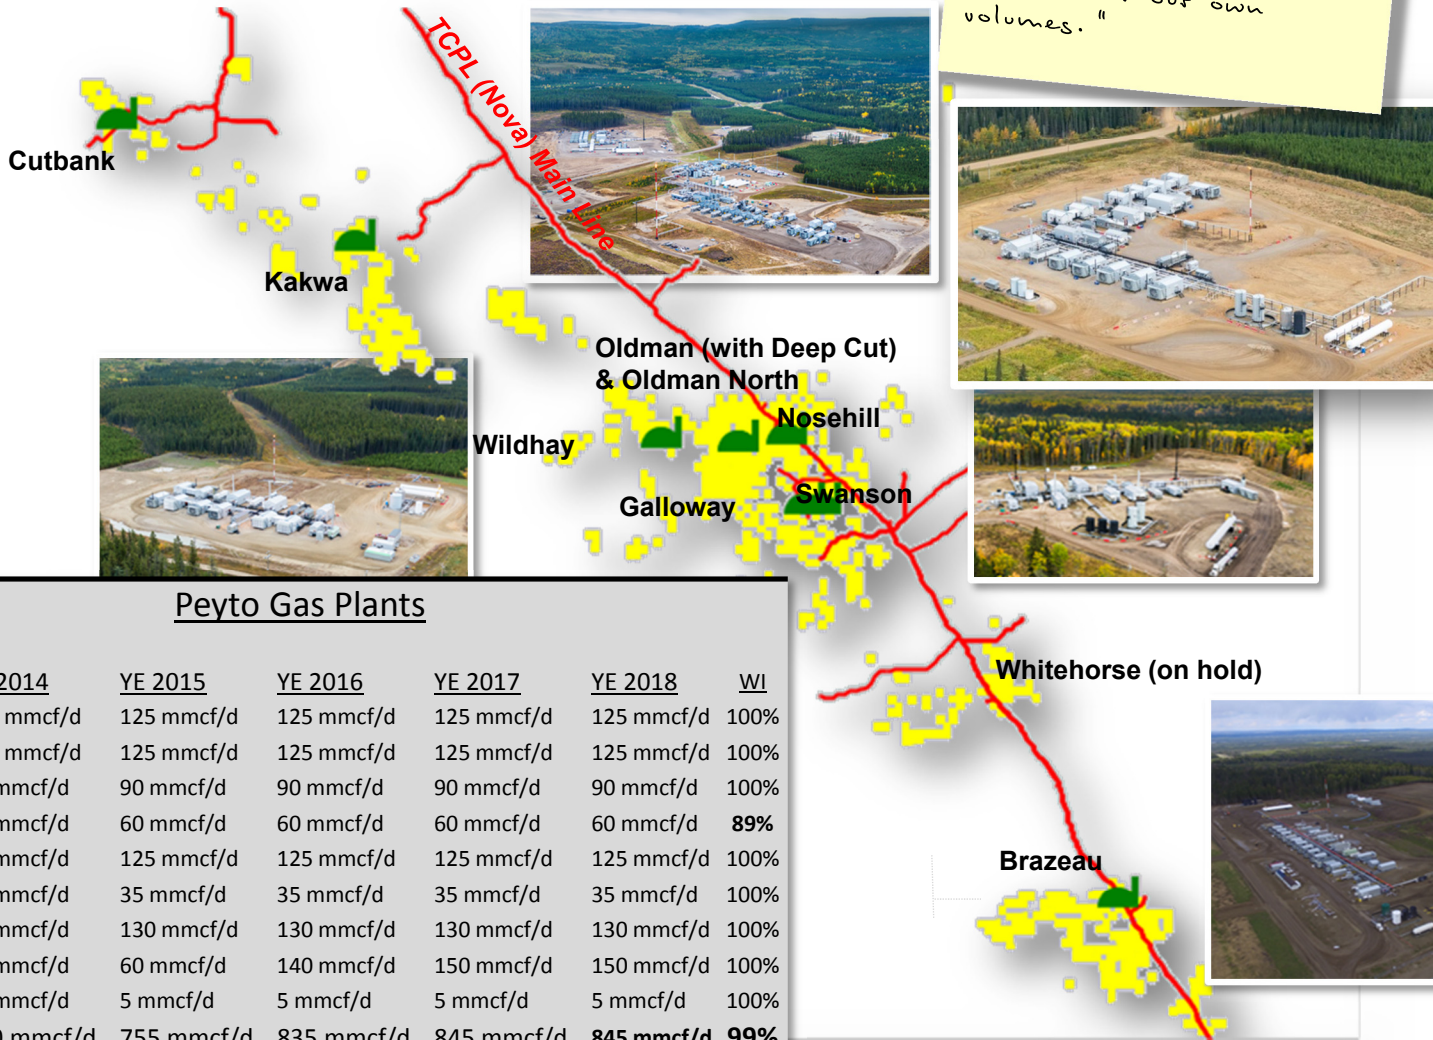 own
volumes."
TCPL (Nova) Main Line
Cutbank
Kakwa
Oldman (with Deep Cut)
& Oldman North
Nosehill
Wildhay
Swanson
Galloway
Whitehorse (on hold)
Brazeau
Peyto Gas Plants
2014 YE 2015 YE 2016 YE 2017 YE 2018 WI
mmcf/d 125 mmcf/d 125 mmcf/d 125 mmcf/d 125 mmcf/d 100%
mmcf/d 125 mmcf/d 125 mmcf/d 125 mmcf/d 125 mmcf/d 100%
mmcf/d 90 mmcf/d 90 mmcf/d 90 mmcf/d 90 mmcf/d 100%
mmcf/d 60 mmcf/d 60 mmcf/d 60 mmcf/d 60 mmcf/d 89%
mmcf/d 125 mmcf/d 125 mmcf/d 125 mmcf/d 125 mmcf/d 100%
mmcf/d 35 mmcf/d 35 mmcf/d 35 mmcf/d 35 mmcf/d 100%
mmcf/d 130 mmcf/d 130 mmcf/d 130 mmcf/d 130 mmcf/d 100%
mmcf/d 60 mmcf/d 140 mmcf/d 150 mmcf/d 150 mmcf/d 100%
mmcf/d 5 mmcf/d 5 mmcf/d 5 mmcf/d 5 mmcf/d 100%
mmcf/d 755 mmcf/d 835 mmcf/d 845 mmcf/d 845 mmcf/d 99%